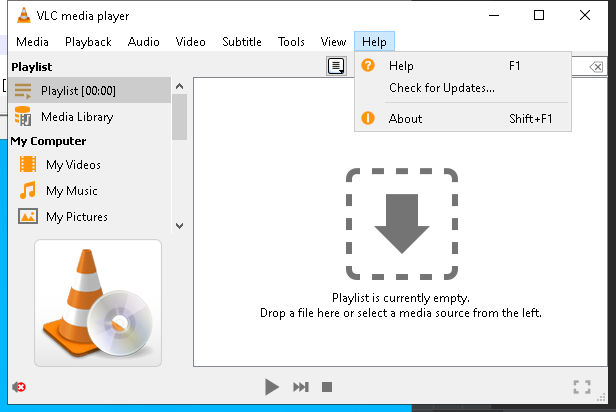 VLC media player
Media Playback Audio Video Subtitle Tools View Help
Playlist
Playlist [00:00]
Media Library
My Computer
My Videos
My Music
My Pictures
Help F1
Check for Updates...
About Shift+F1
Playlist is currently empty.
Drop a file here or select a media source from the left.